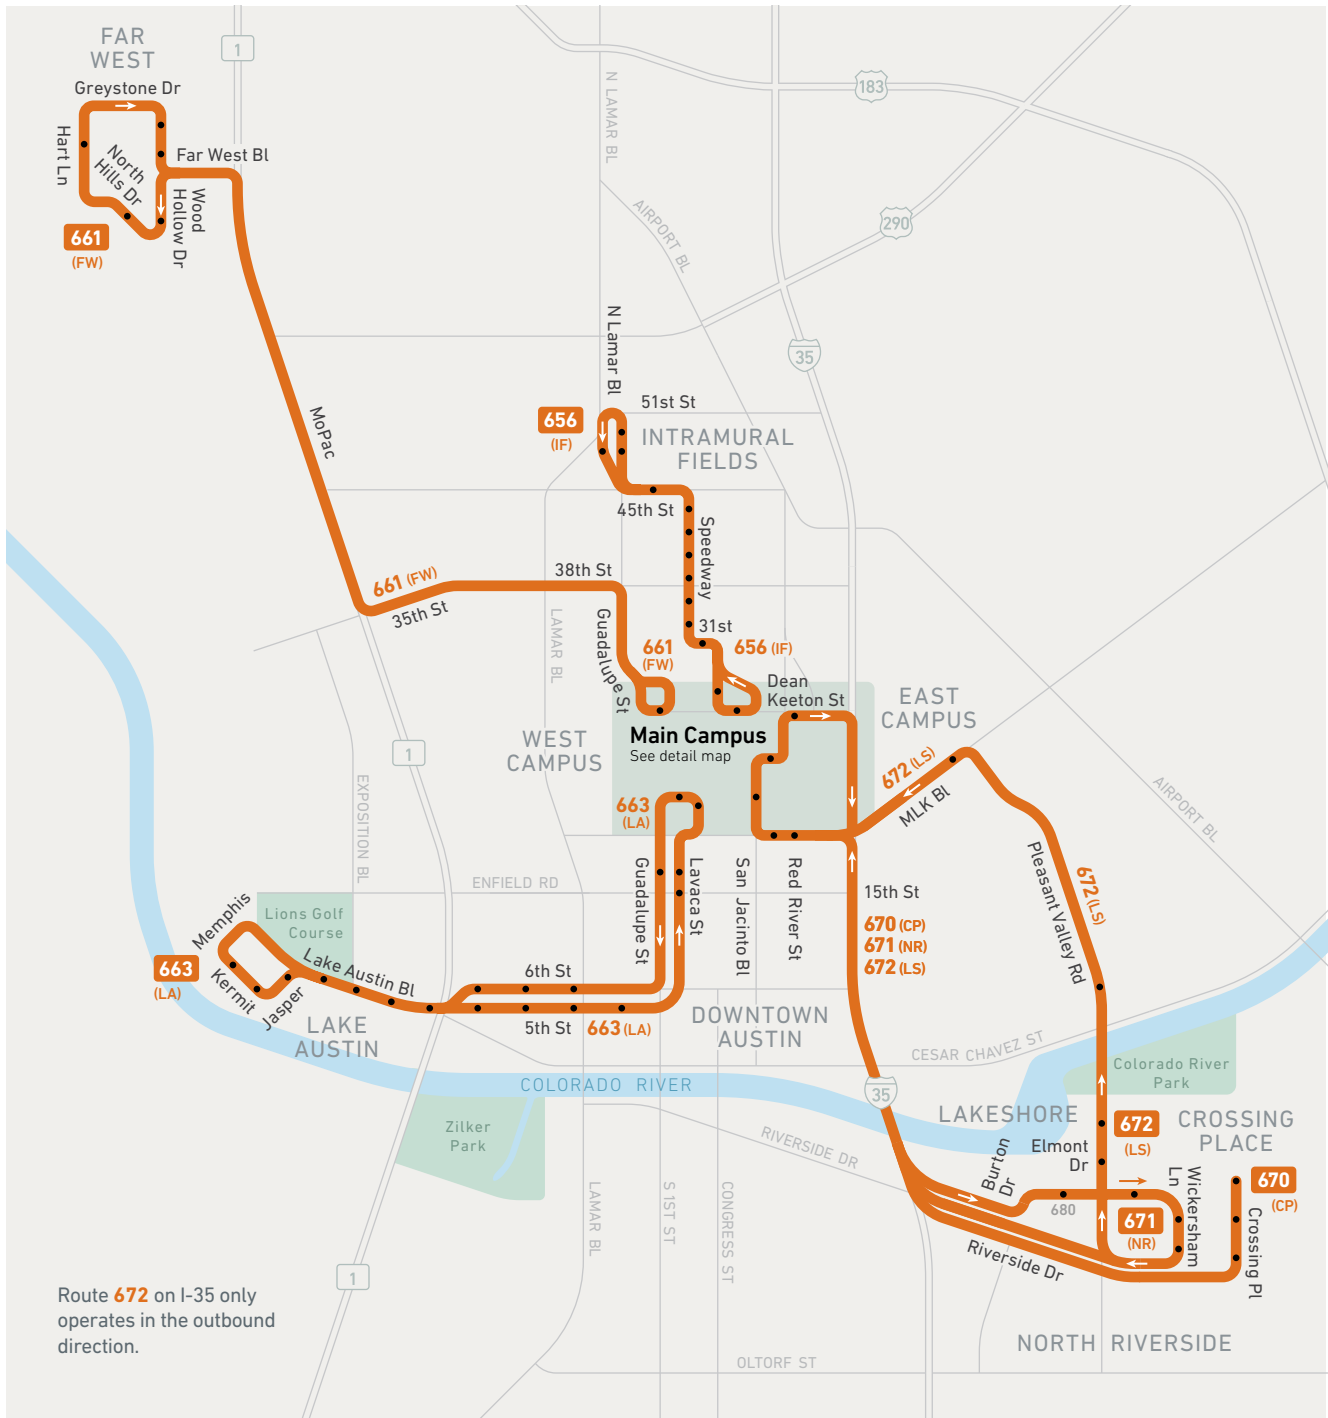 FAR
WEST
1
Greystone Dr
Hart Ln
North
Hills Dr
Far West Bl
Wood
Hollow Dr
661
(FW)
N LAMAR BL
183
AIRPORT BL
290
35
N Lamar Bl
MoPac
656
(IF)
51st St
INTRAMURAL
FIELDS
45th St
Speedway
661 (FW)
35th St
38th St
LAMAR BL
Guadalupe St
31st
661
(FW)
656 (IF)
Dean
Keeton St
EAST
CAMPUS
WEST
CAMPUS
Main Campus
See detail map
1
EXPOSITION BL
672 (LS)
MLK Bl
AIRPORT BL
663
(LA)
Guadalupe St
Lavaca St
San Jacinto Bl
Red River St
Pleasant Valley Rd
672 (LS)
ENFIELD RD
15th St
670 (CP)
671 (NR)
672 (LS)
Memphis
Lions Golf
Course
663
(LA)
Kermit
Jasper
Lake Austin Bl
6th St
5th St
663 (LA)
LAKE
AUSTIN
DOWNTOWN
AUSTIN
CESAR CHAVEZ ST
COLORADO RIVER
35
Colorado River
Park
LAKESHORE
CROSSING
PLACE
Zilker
Park
RIVERSIDE DR
Burton
Dr
Elmont
Dr
672
(LS)
Wickersham
Ln
670
(CP)
680
671
(NR)
Crossing Pl
LAMAR BL
S 1ST ST
CONGRESS ST
Riverside Dr
1
Route 672 on I-35 only
operates in the outbound
direction.
NORTH RIVERSIDE
OLTORF ST